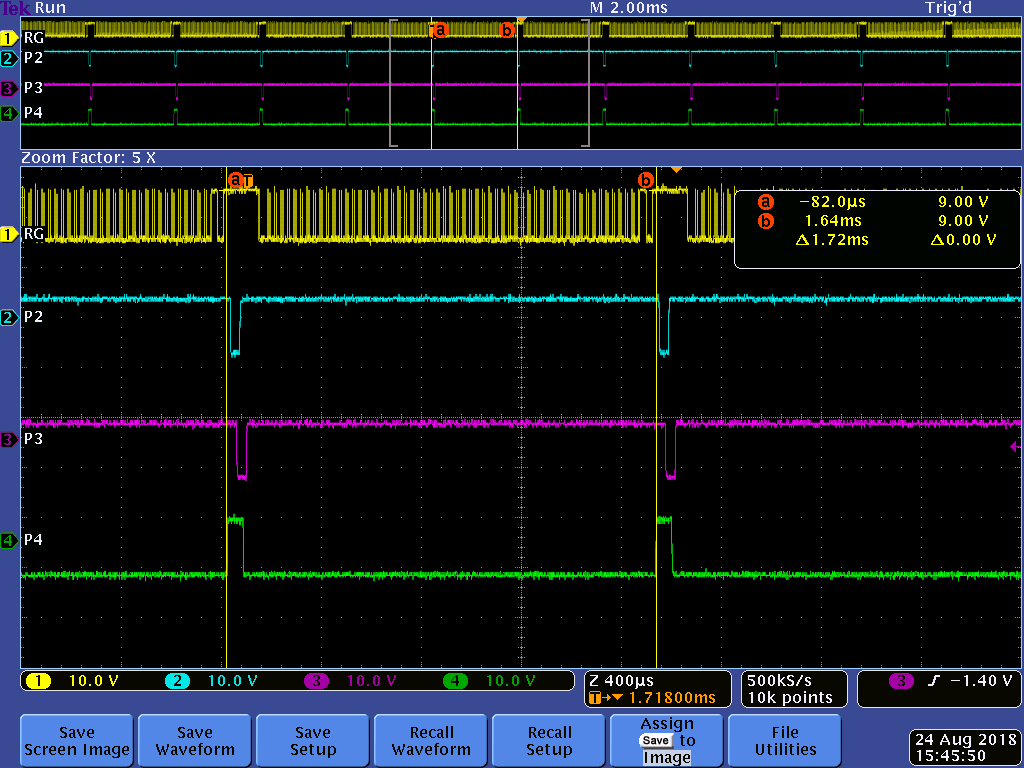 Tek Run M 2.00ms Trig'd
a b
1 RG
2 P2
3 P3
4 P4
Zoom Factor: 5 X
a T b
a −82.0µs 9.00 V
b 1.64ms 9.00 V
Δ1.72ms Δ0.00 V
1 RG
2 P2
3 P3
4 P4
1 10.0 V 2 10.0 V 3 10.0 V 4 10.0 V
Z 400µs
T→▼ 1.71800ms
500kS/s
10k points
3 −1.40 V
Save
Screen Image
Save
Waveform
Save
Setup
Recall
Waveform
Recall
Setup
Assign
Save to
Image
File
Utilities
24 Aug 2018
15:45:50